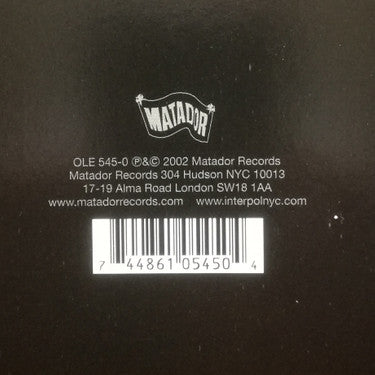 MATADOR
OLE 545-0 ℗&© 2002 Matador Records
Matador Records 304 Hudson NYC 10013
17-19 Alma Road London SW18 1AA
www.matadorrecords.com www.interpolnyc.com
7 44861 05450 4